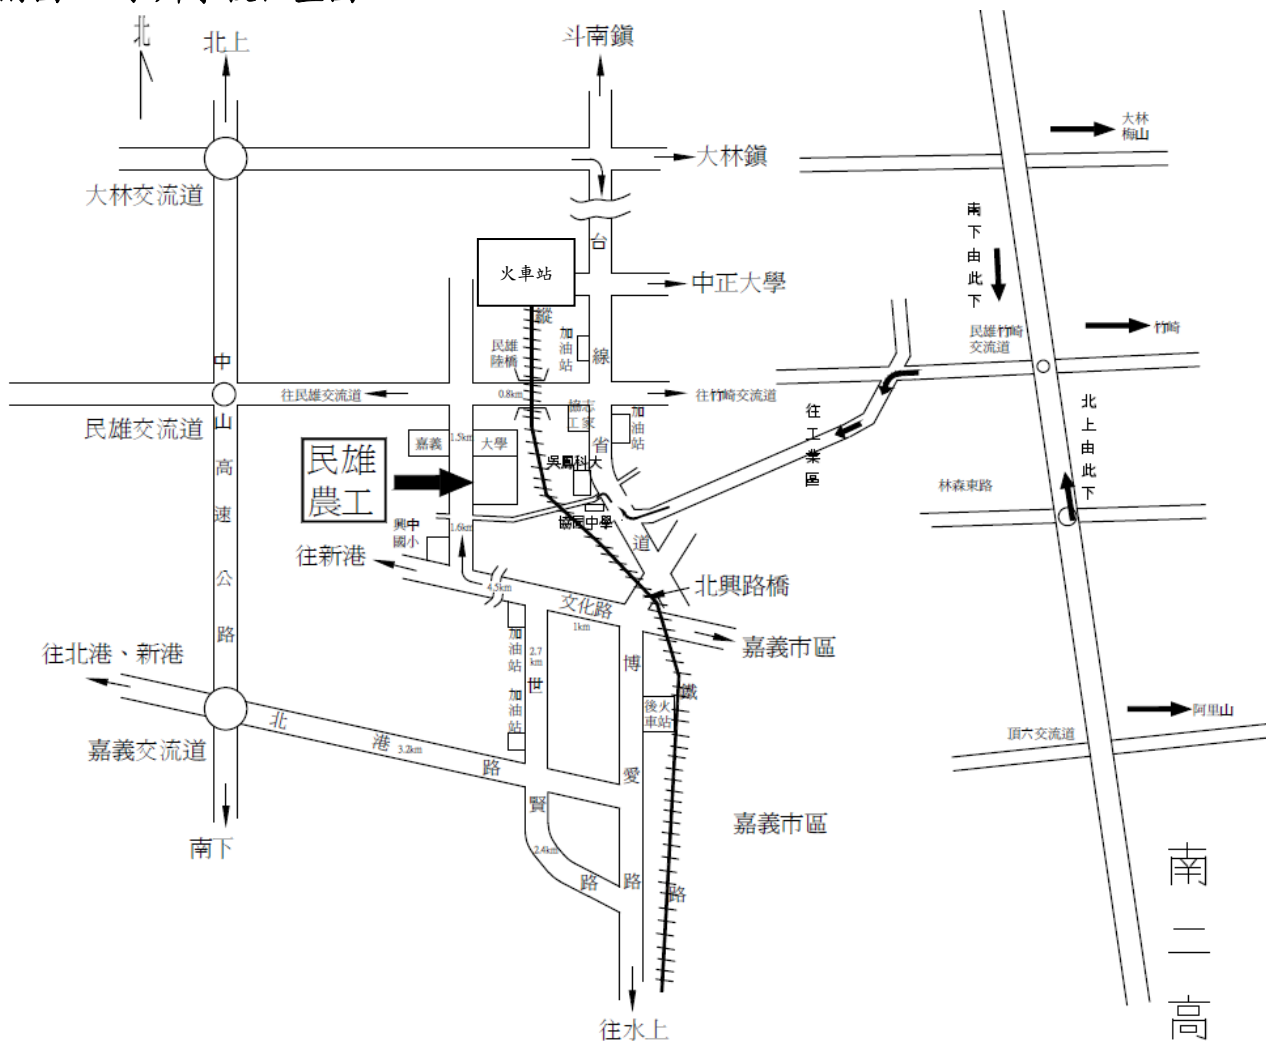 北
北上
斗南鎮
大林
梅山
大林鎮
大林交流道
南下由此下
台
火車站
中正大學
縱
加油站
民雄
陸橋
線
民雄竹崎
交流道
竹崎
中
往民雄交流道
0.8km
往竹崎交流道
民雄交流道
山
協志
工家
加油站
往工業區
北上由此下
嘉義
1.5km
大學
省
民雄
農工
吳鳳科大
高
林森東路
速
興中
國小
1.6km
協同中學
道
往新港
公
4.5km
北興路橋
文化路
1km
路
加油站
2.7
km
博
嘉義市區
往北港、新港
世
鐵
加油站
後火
車站
北
港
3.2km
路
阿里山
頂六交流道
嘉義交流道
愛
賢
嘉義市區
南下
2.4km
路
路
路
南二高
往水上